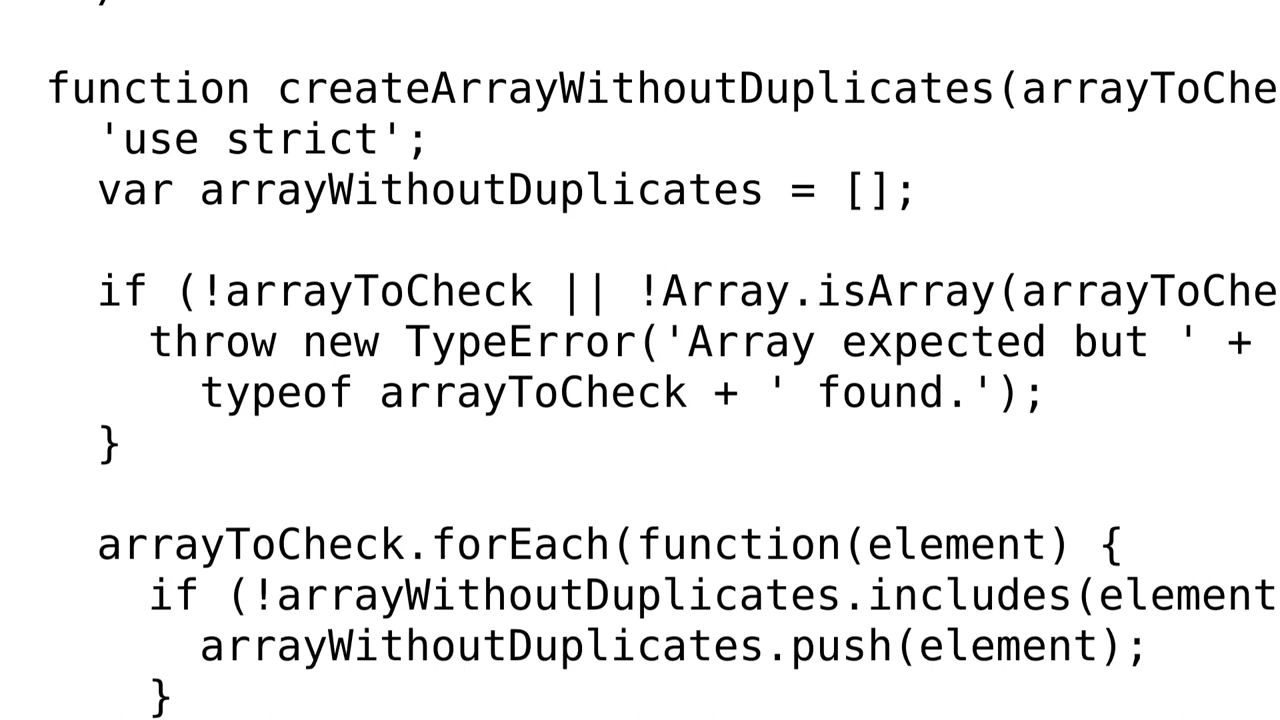 function createArrayWithoutDuplicates(arrayToChe
  'use strict';
  var arrayWithoutDuplicates = [];
  if (!arrayToCheck || !Array.isArray(arrayToChe
    throw new TypeError('Array expected but ' +
      typeof arrayToCheck + ' found.');
  }
  arrayToCheck.forEach(function(element) {
    if (!arrayWithoutDuplicates.includes(element
      arrayWithoutDuplicates.push(element);
    }